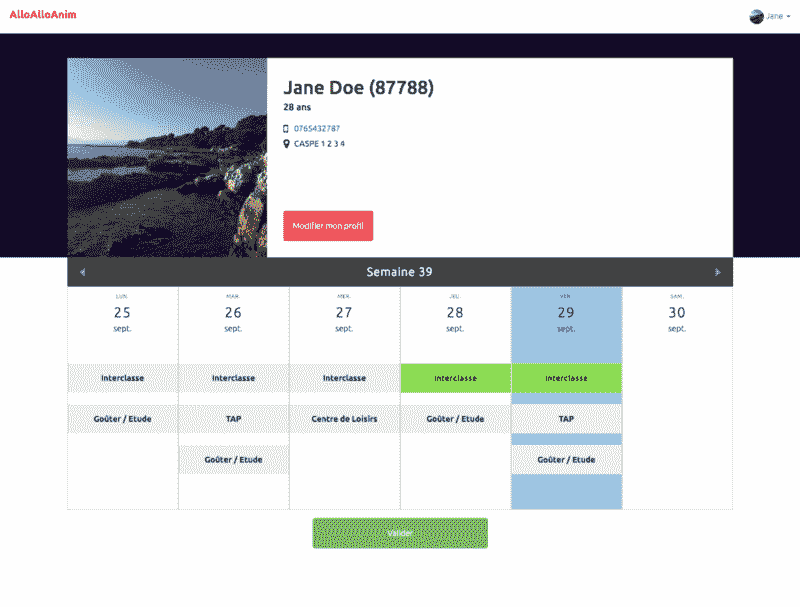 AlloAlloAnim
Jane
Jane Doe (87788)
28 ans
0765432787
CASPE 1 2 3 4
Modifier mon profil
Semaine 39
LUN. MAR. MER. JEU. VEN. SAM.
25 26 27 28 29 30
sept. sept. sept. sept. sept. sept.
Interclasse Interclasse Interclasse Interclasse Interclasse
Goûter / Etude TAP Centre de Loisirs Goûter / Etude TAP
Goûter / Etude Goûter / Etude
Valider